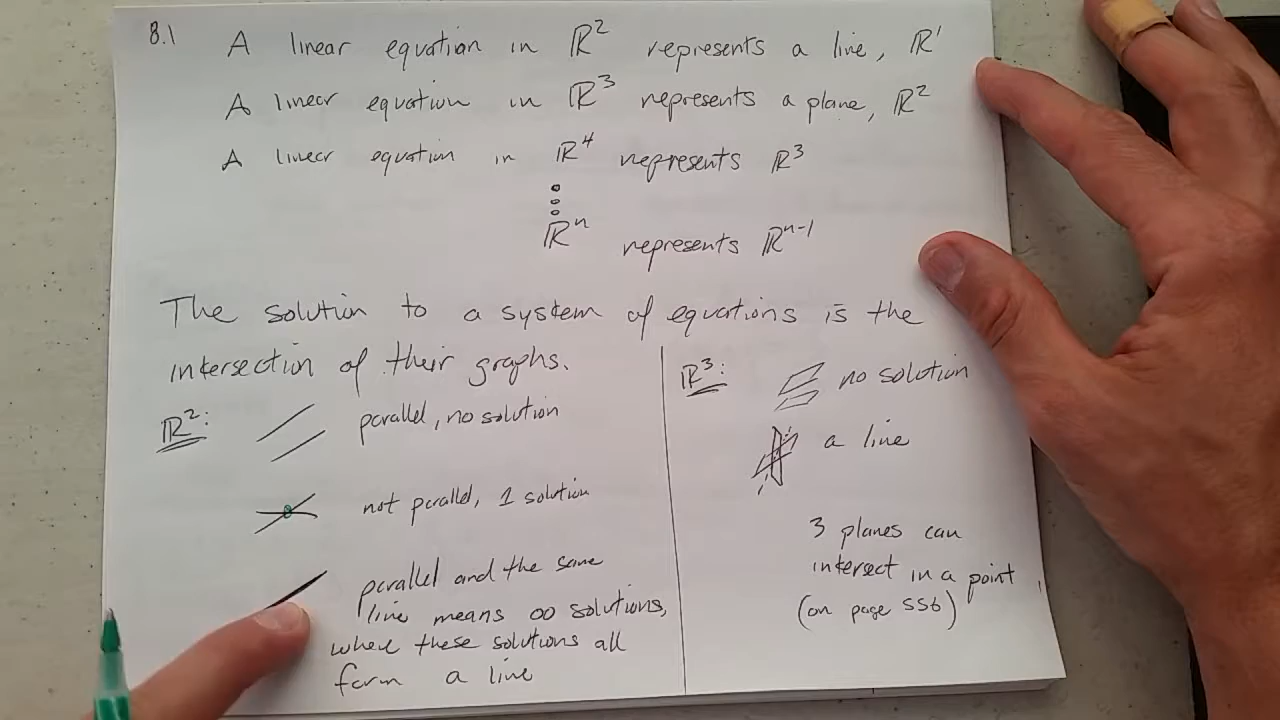 8.1 A linear equation in ℝ² represents a line, ℝ¹
A linear equation in ℝ³ represents a plane, ℝ²
A linear equation in ℝ⁴ represents ℝ³
⋮
ℝⁿ represents ℝⁿ⁻¹
The solution to a system of equations is the
intersection of their graphs.
ℝ²:
parallel, no solution
not parallel, 1 solution
parallel and the same
line means ∞ solutions,
where these solutions all
form a line
ℝ³:
no solution
a line
3 planes can
intersect in a point
(on page 556)